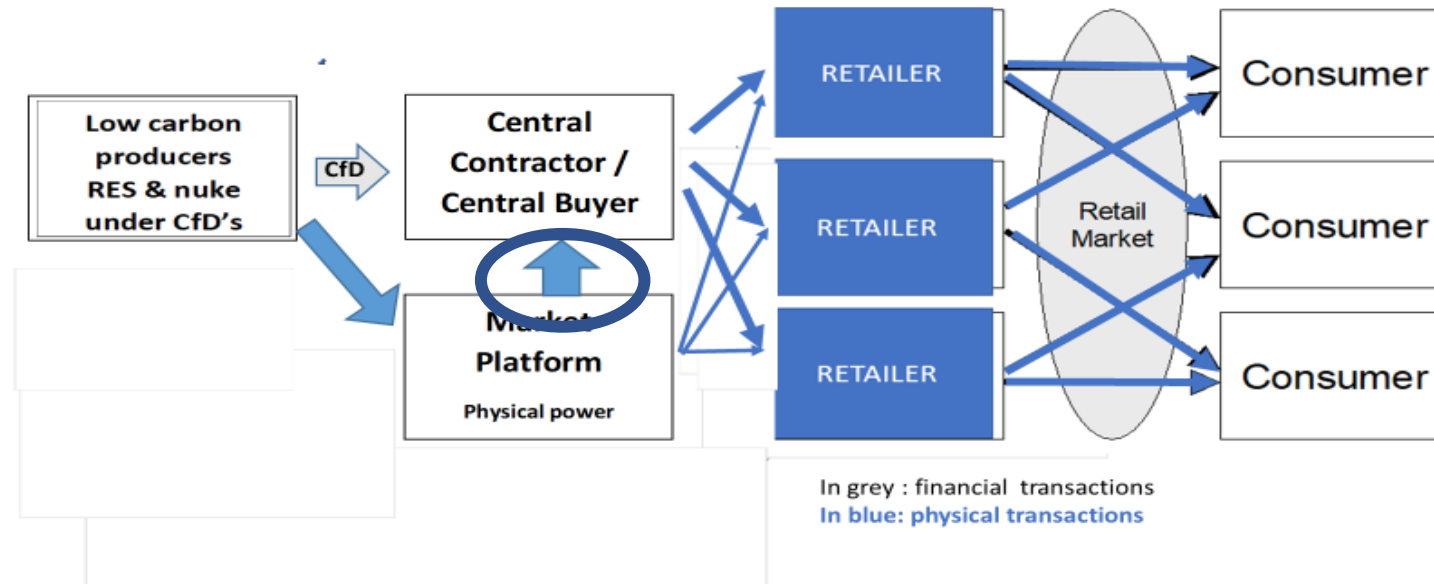 Low carbon
producers
RES & nuke
under CfD's
CfD
Central
Contractor /
Central Buyer
Market
Platform
Physical power
RETAILER
RETAILER
RETAILER
Retail
Market
Consumer
Consumer
Consumer
In grey : financial transactions
In blue: physical transactions